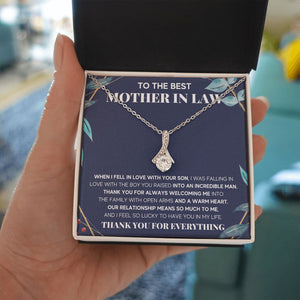 TO THE BEST
MOTHER IN LAW
WHEN I FELL IN LOVE WITH YOUR SON, I WAS FALLING IN
LOVE WITH THE BOY YOU RAISED INTO AN INCREDIBLE MAN.
THANK YOU FOR ALWAYS WELCOMING ME INTO
THE FAMILY WITH OPEN ARMS AND A WARM HEART.
OUR RELATIONSHIP MEANS SO MUCH TO ME,
AND I FEEL SO LUCKY TO HAVE YOU IN MY LIFE.
THANK YOU FOR EVERYTHING